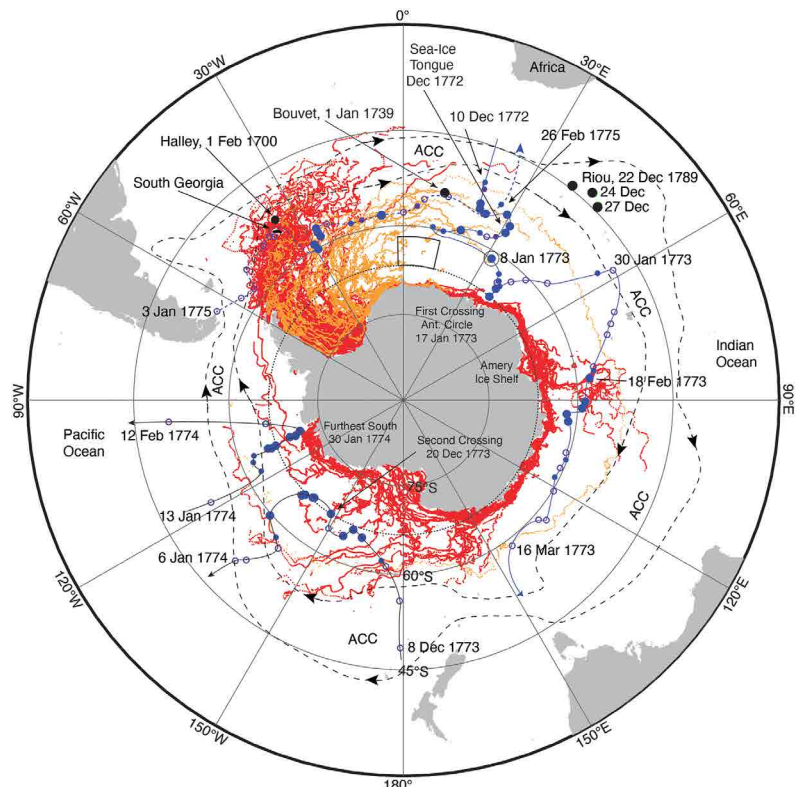 0°
30°W
30°E
Africa
Sea-Ice
Tongue
Dec 1772
Bouvet, 1 Jan 1739
10 Dec 1772
26 Feb 1775
Halley, 1 Feb 1700
ACC
South Georgia
Riou, 22 Dec 1789
24 Dec
27 Dec
60°W
60°E
8 Jan 1773
30 Jan 1773
3 Jan 1775
First Crossing
Ant. Circle
17 Jan 1773
ACC
Indian
Ocean
Amery
Ice Shelf
ACC
18 Feb 1773
90°W
90°E
12 Feb 1774
Pacific
Ocean
Furthest South
30 Jan 1774
Second Crossing
20 Dec 1773
75°S
13 Jan 1774
ACC
6 Jan 1774
16 Mar 1773
60°S
120°W
120°E
ACC
8 Dec 1773
45°S
150°W
150°E
180°